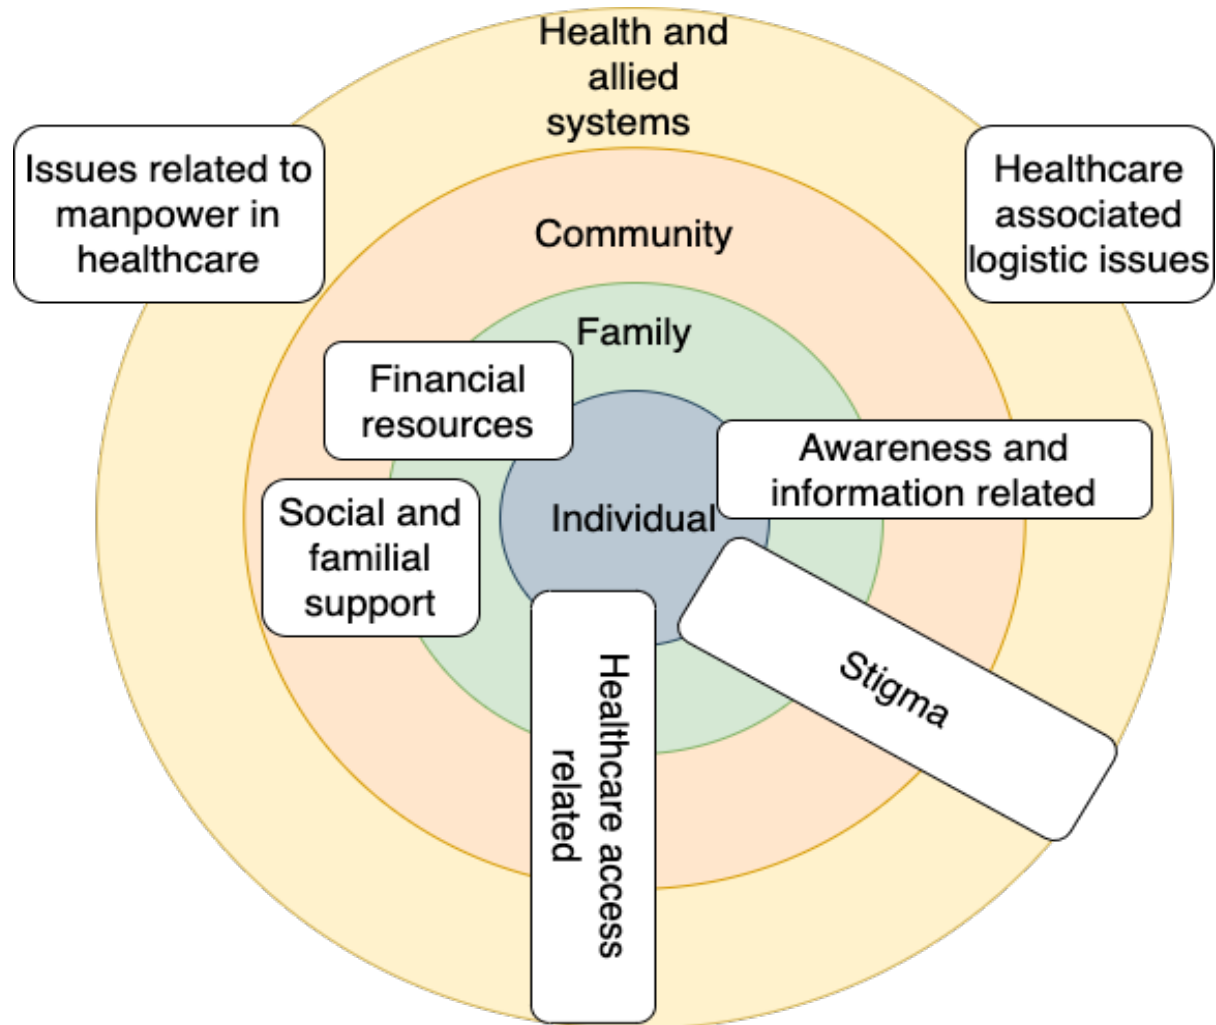 Health and
allied
systems
Issues related to
manpower in
healthcare
Healthcare
associated
logistic issues
Community
Family
Financial
resources
Awareness and
information related
Individual
Social and
familial
support
Stigma
Healthcare access
related